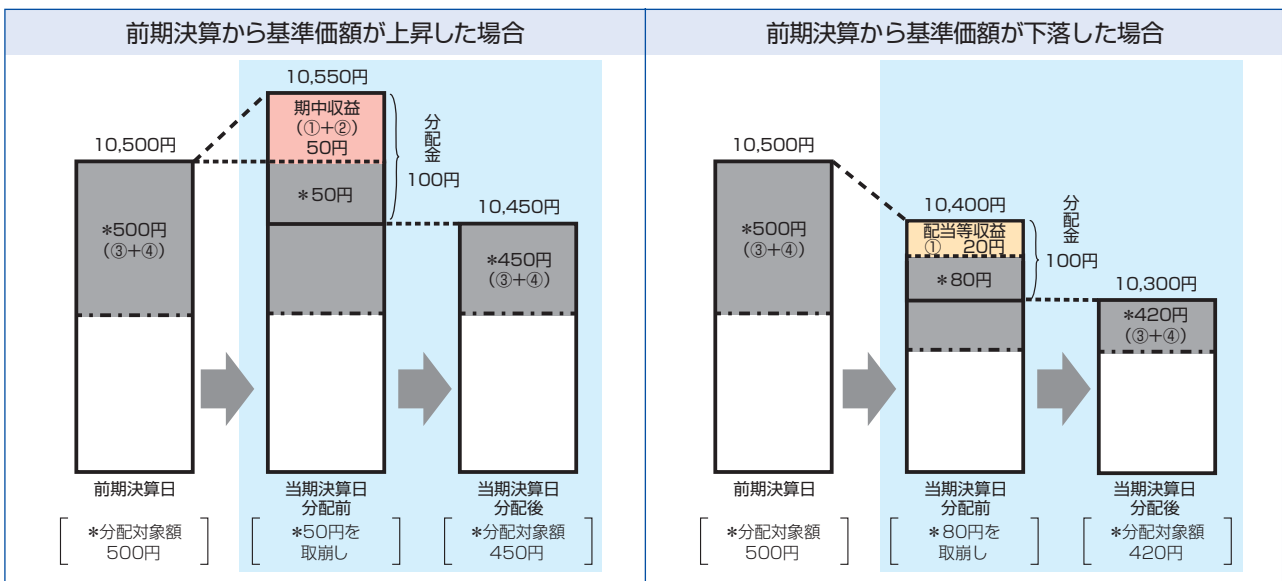 前期決算から基準価額が上昇した場合
10,550円
期中収益
(①+②)
50円
分配金
100円
10,500円
*50円
10,450円
*500円
(③+④)
*450円
(③+④)
前期決算日
当期決算日
分配前
当期決算日
分配後
*分配対象額
500円
*50円を
取崩し
*分配対象額
450円
前期決算から基準価額が下落した場合
10,500円
10,400円
配当等収益
① 20円
分配金
100円
*500円
(③+④)
*80円
10,300円
*420円
(③+④)
前期決算日
当期決算日
分配前
当期決算日
分配後
*分配対象額
500円
*80円を
取崩し
*分配対象額
420円